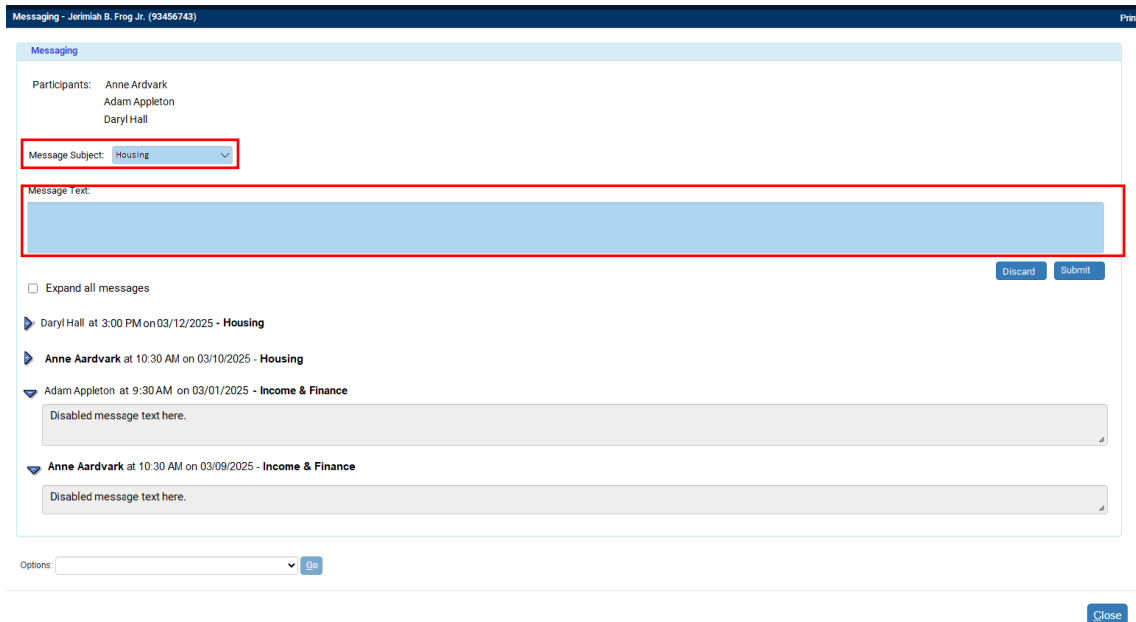 Messaging - Jerimiah B. Frog Jr. (93456743) Prin
Messaging
Participants: Anne Ardvark
Adam Appleton
Daryl Hall
Message Subject: Housing
Message Text:
Discard Submit
Expand all messages
Daryl Hall at 3:00 PM on 03/12/2025 - Housing
Anne Aardvark at 10:30 AM on 03/10/2025 - Housing
Adam Appleton at 9:30 AM on 03/01/2025 - Income & Finance
Disabled message text here.
Anne Aardvark at 10:30 AM on 03/09/2025 - Income & Finance
Disabled message text here.
Options: Go
Close